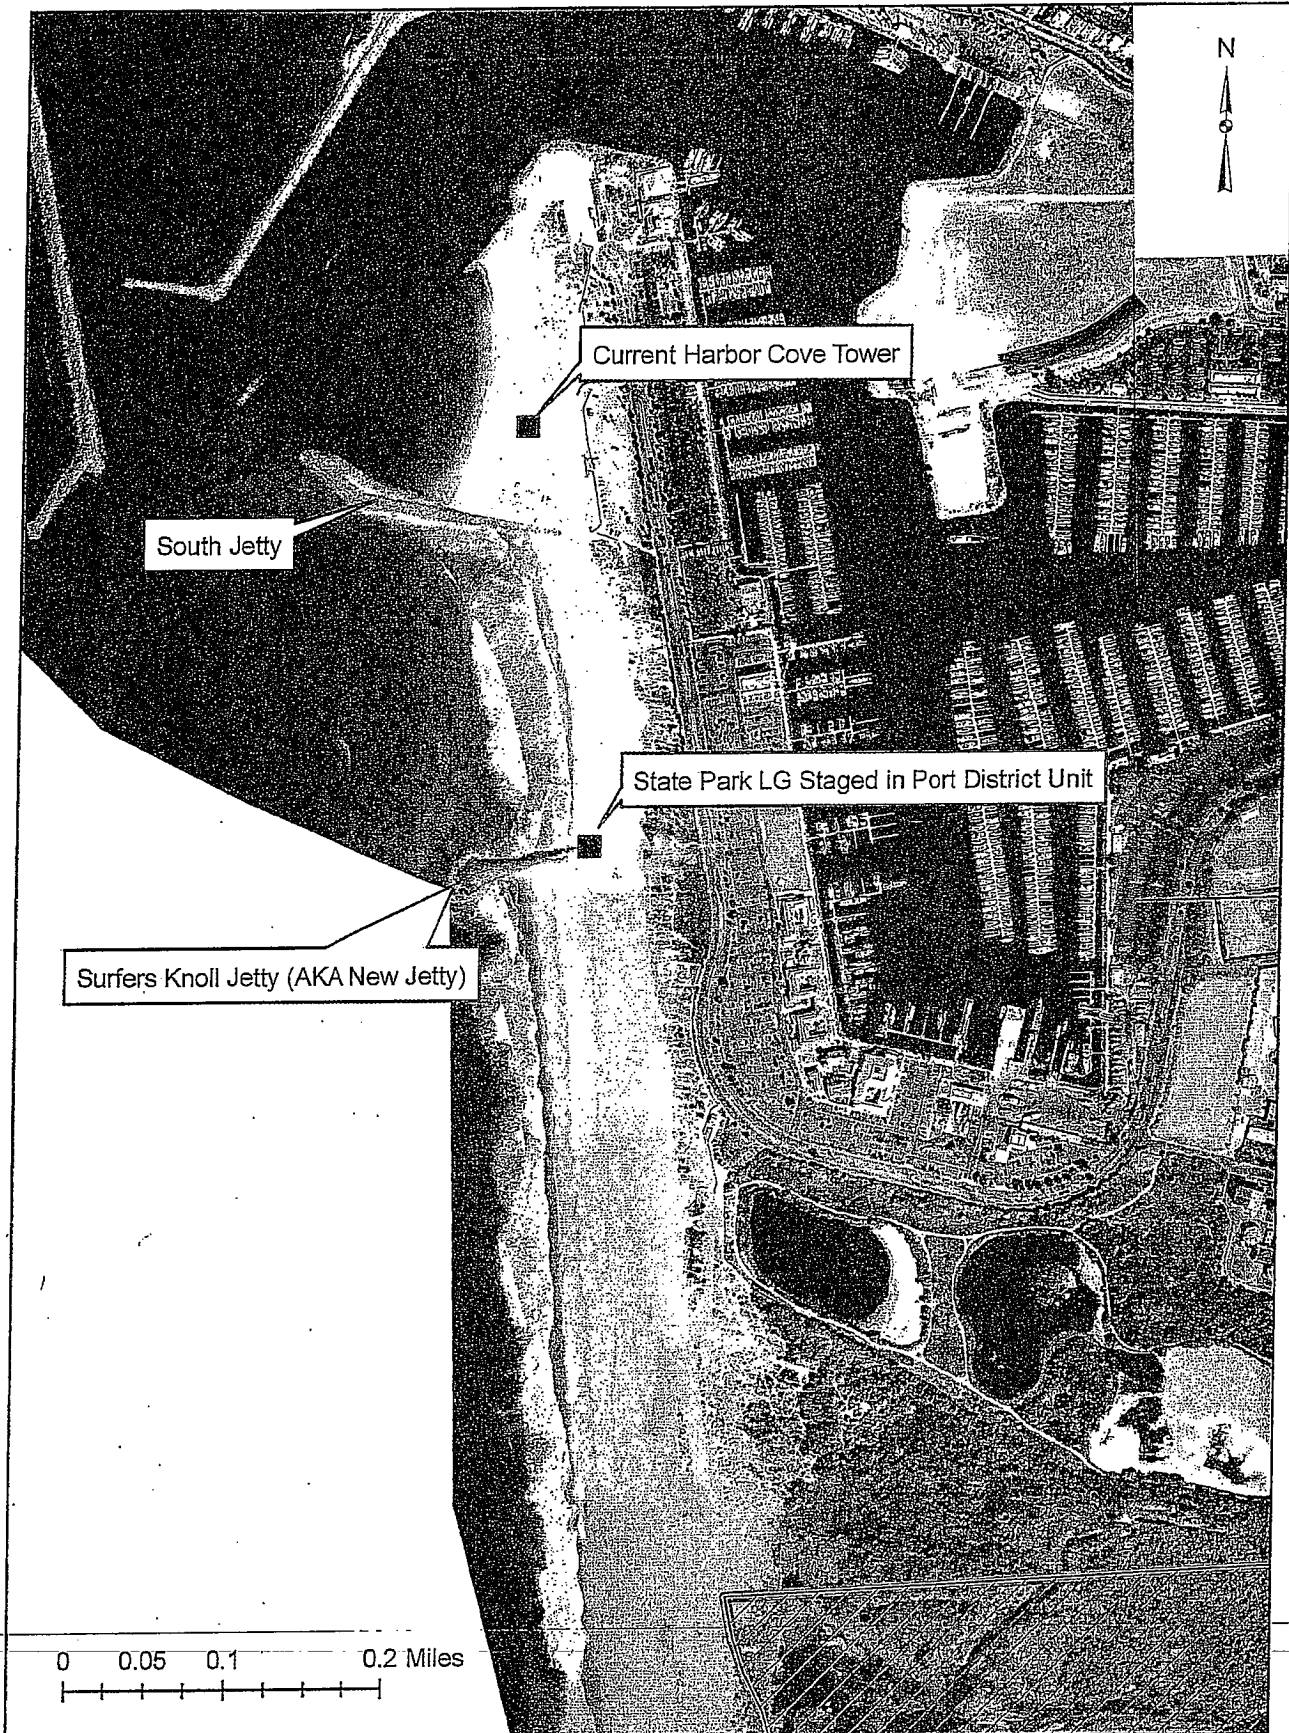 N
Current Harbor Cove Tower
South Jetty
State Park LG Staged in Port District Unit
Surfers Knoll Jetty (AKA New Jetty)
0 0.05 0.1 0.2 Miles